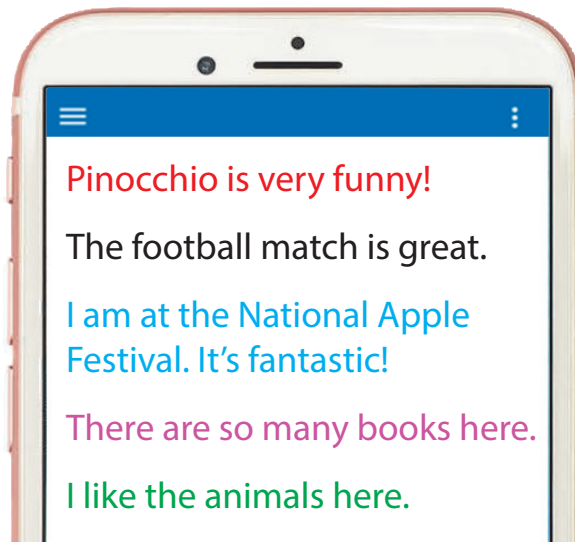 Pinocchio is very funny!
The football match is great.
I am at the National Apple
Festival. It's fantastic!
There are so many books here.
I like the animals here.